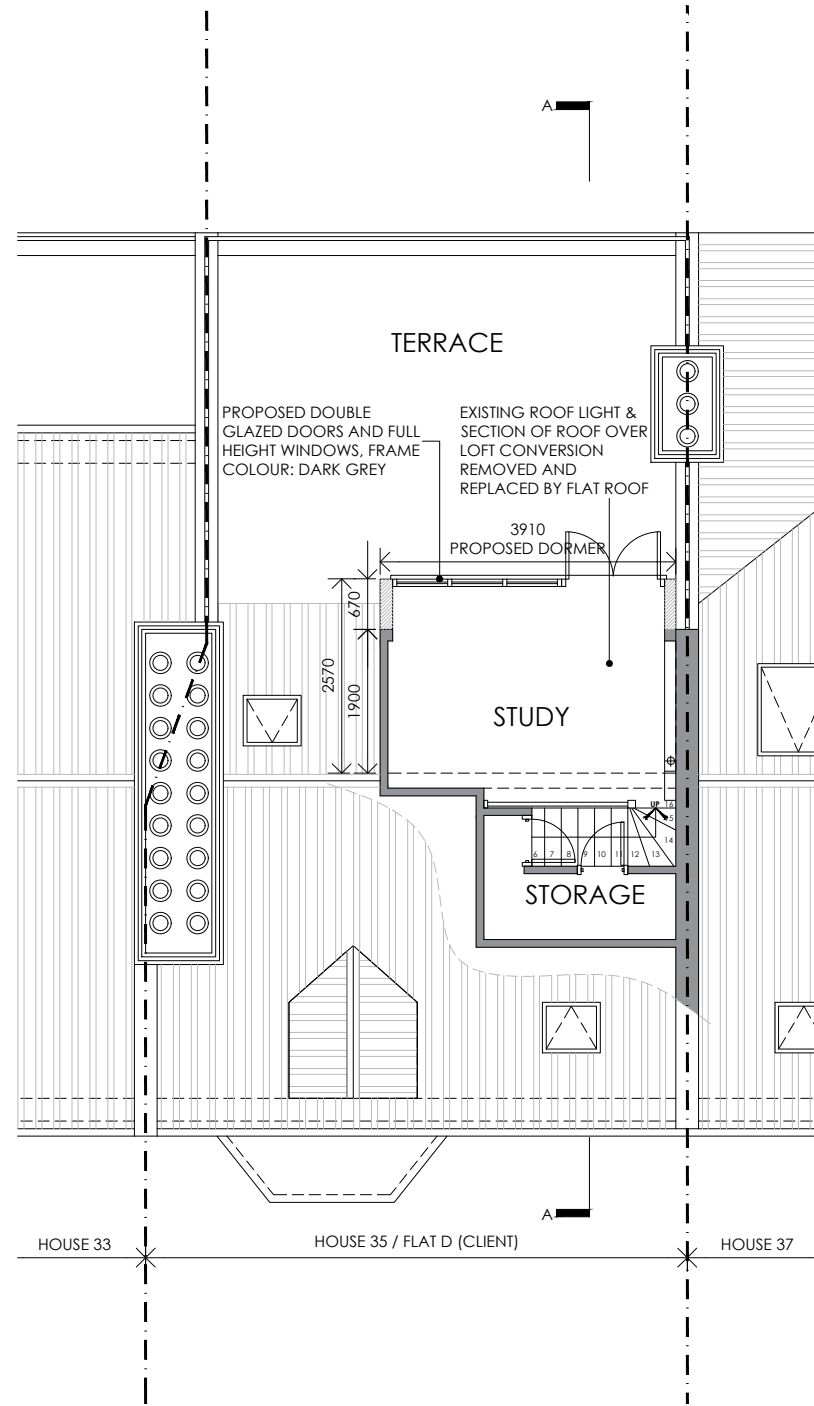 A
TERRACE
PROPOSED DOUBLE
GLAZED DOORS AND FULL
HEIGHT WINDOWS, FRAME
COLOUR: DARK GREY
EXISTING ROOF LIGHT &
SECTION OF ROOF OVER
LOFT CONVERSION
REMOVED AND
REPLACED BY FLAT ROOF
3910
PROPOSED DORMER
670
2570
1900
STUDY
UP
16
15
14
6 7 8 9 10 11 12 13
STORAGE
A
HOUSE 33
HOUSE 35 / FLAT D (CLIENT)
HOUSE 37